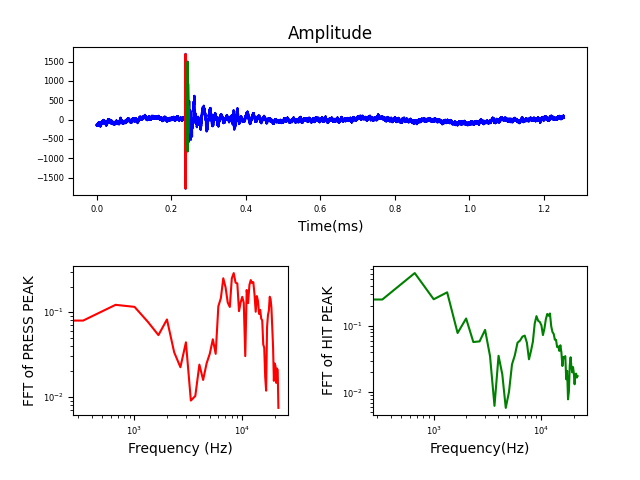 Amplitude
1500
1000
500
0
−500
−1000
−1500
0.0 0.2 0.4 0.6 0.8 1.0 1.2
Time(ms)
FFT of PRESS PEAK
10⁻¹
10⁻²
10³ 10⁴
Frequency (Hz)
FFT of HIT PEAK
10⁻¹
10⁻²
10³ 10⁴
Frequency(Hz)